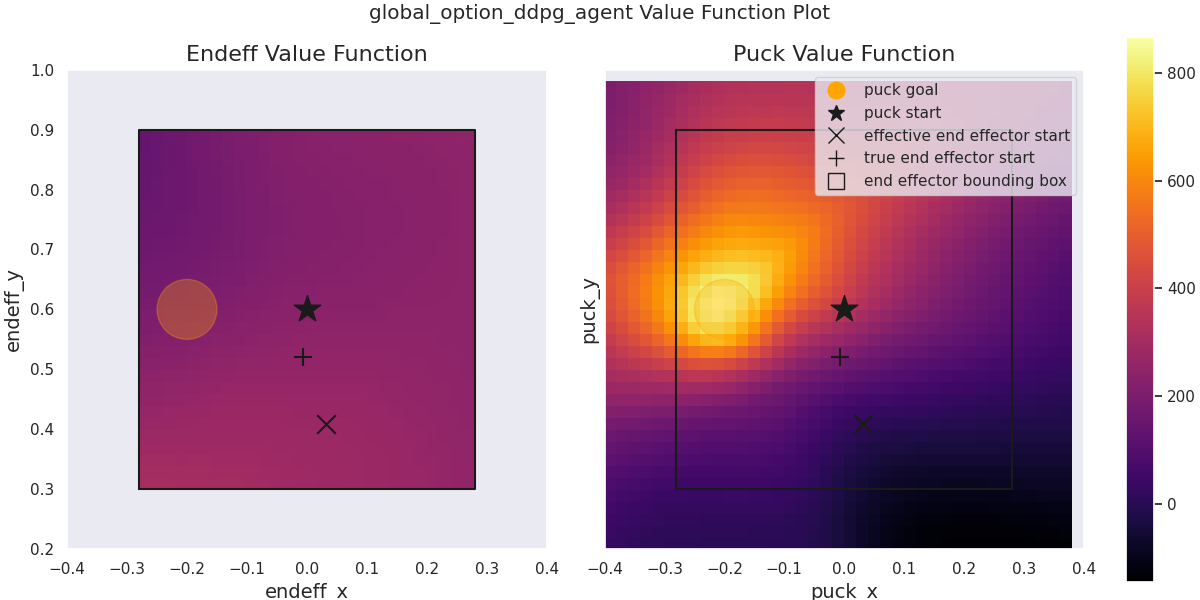 global_option_ddpg_agent Value Function Plot
Endeff Value Function
1.0
0.9
0.8
0.7
0.6
0.5
0.4
0.3
0.2
endeff_y
−0.4 −0.3 −0.2 −0.1 0.0 0.1 0.2 0.3 0.4
endeff_x
Puck Value Function
puck goal
puck start
effective end effector start
true end effector start
end effector bounding box
puck_y
−0.4 −0.3 −0.2 −0.1 0.0 0.1 0.2 0.3 0.4
puck_x
800
600
400
200
0